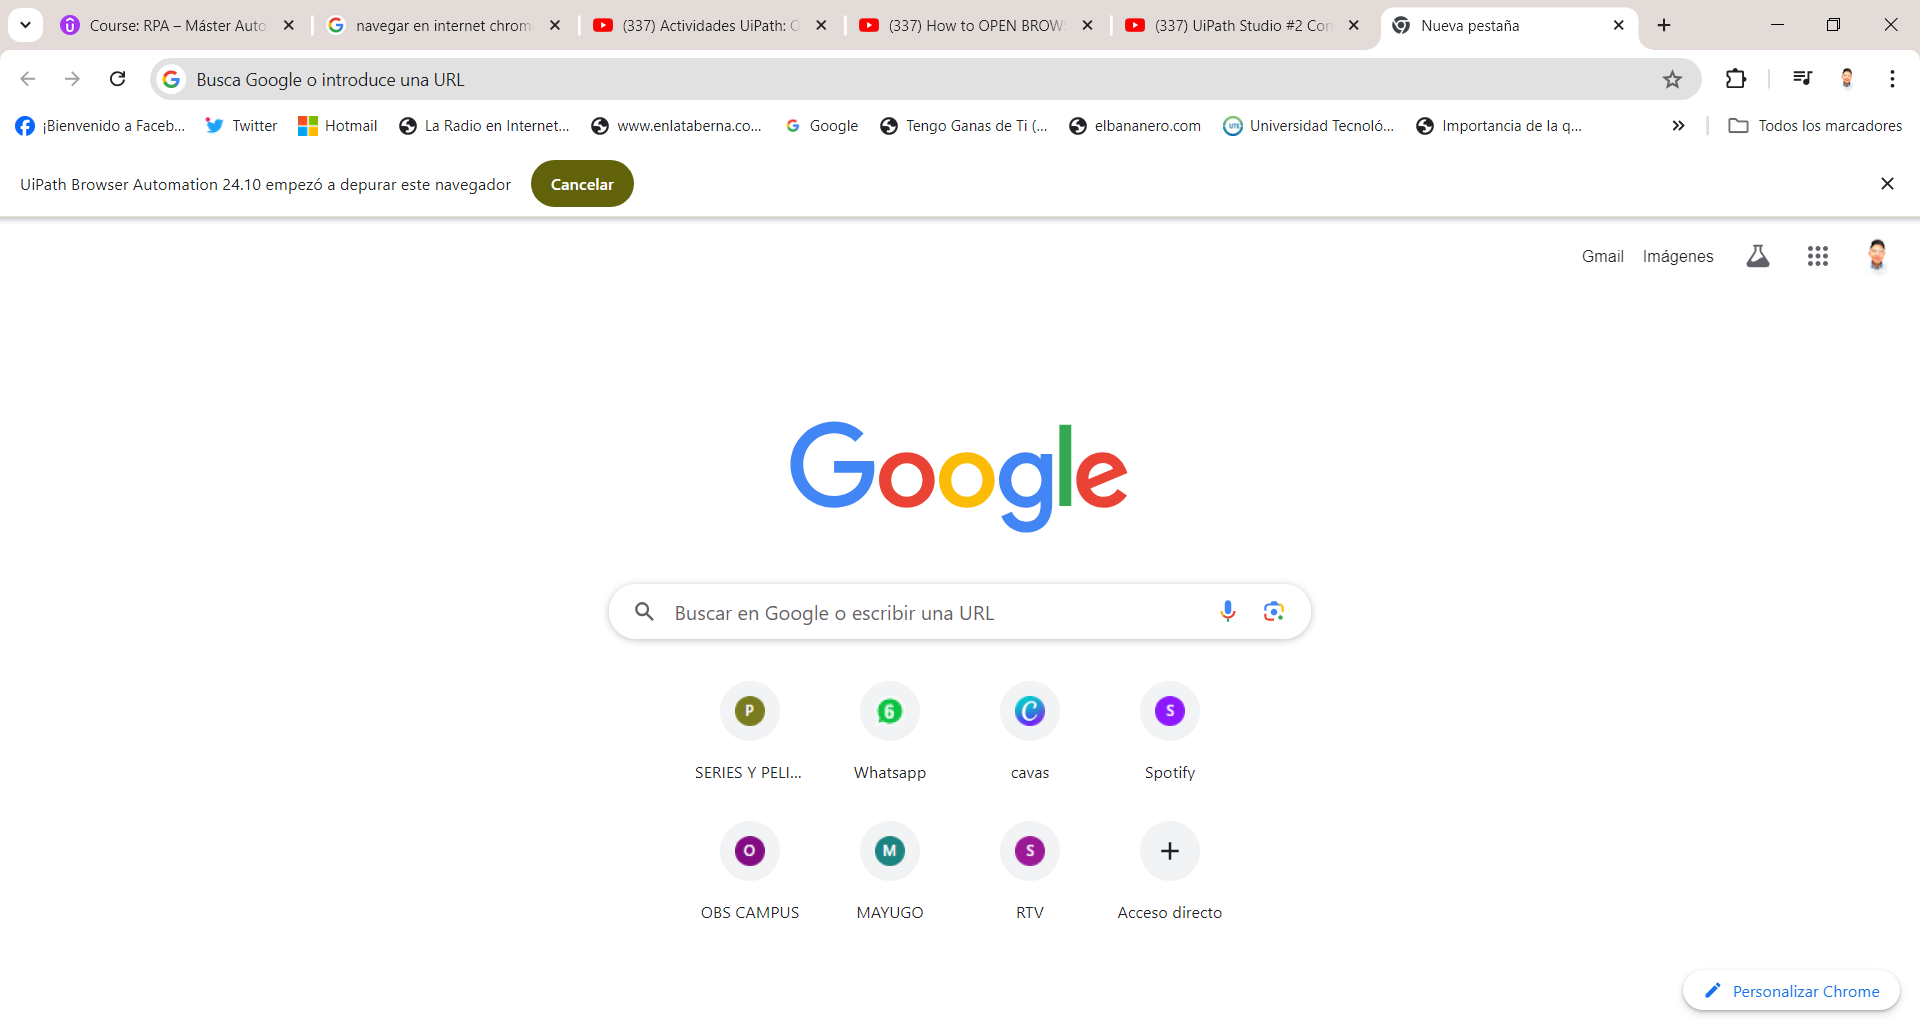 Course: RPA – Máster Auto
navegar en internet chrom
(337) Actividades UiPath: O
(337) How to OPEN BROWS
(337) UiPath Studio #2 Con
Nueva pestaña
Busca Google o introduce una URL
¡Bienvenido a Faceb...
Twitter
Hotmail
La Radio en Internet...
www.enlataberna.co...
Google
Tengo Ganas de Ti (...
elbananero.com
UTE
Universidad Tecnoló...
Importancia de la q...
Todos los marcadores
UiPath Browser Automation 24.10 empezó a depurar este navegador
Cancelar
Gmail
Imágenes
Google
Buscar en Google o escribir una URL
P
6
C
S
SERIES Y PELI...
Whatsapp
cavas
Spotify
O
M
S
OBS CAMPUS
MAYUGO
RTV
Acceso directo
Personalizar Chrome